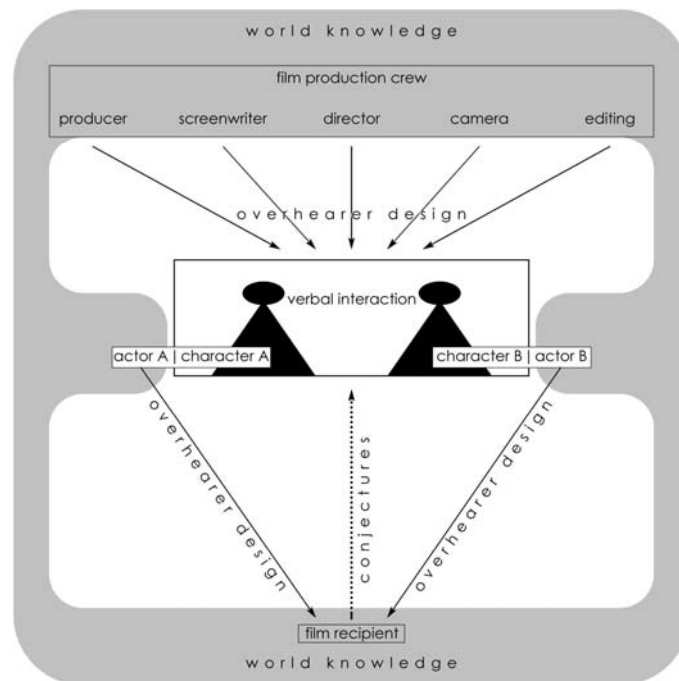 world knowledge
film production crew
producer screenwriter director camera editing
overhearer design
verbal interaction
actor A | character A character B | actor B
overhearer design
conjectures
overhearer design
film recipient
world knowledge